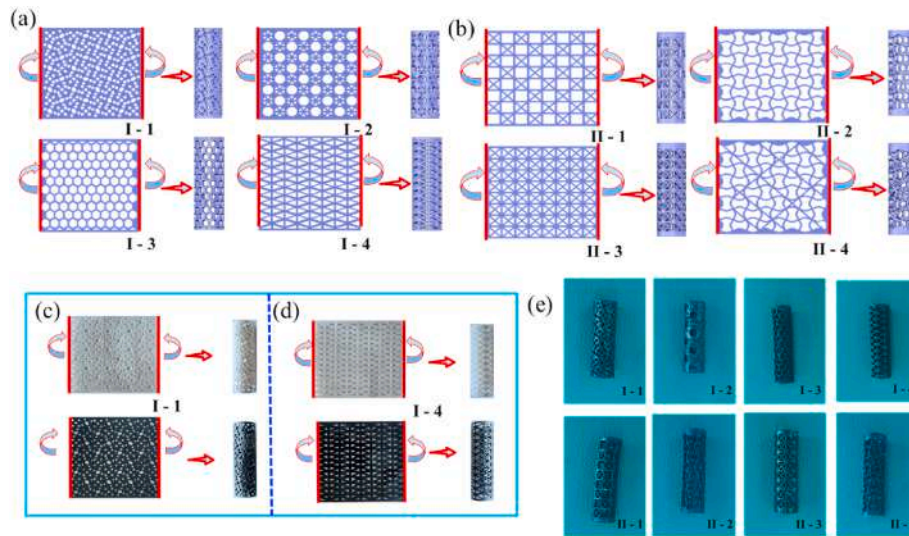 (a)
(b)
I - 1
I - 2
II - 1
II - 2
I - 3
I - 4
II - 3
II - 4
(c)
(d)
(e)
I - 1
I - 4
I - 1
I - 2
I - 3
I -
II - 1
II - 2
II - 3
II -